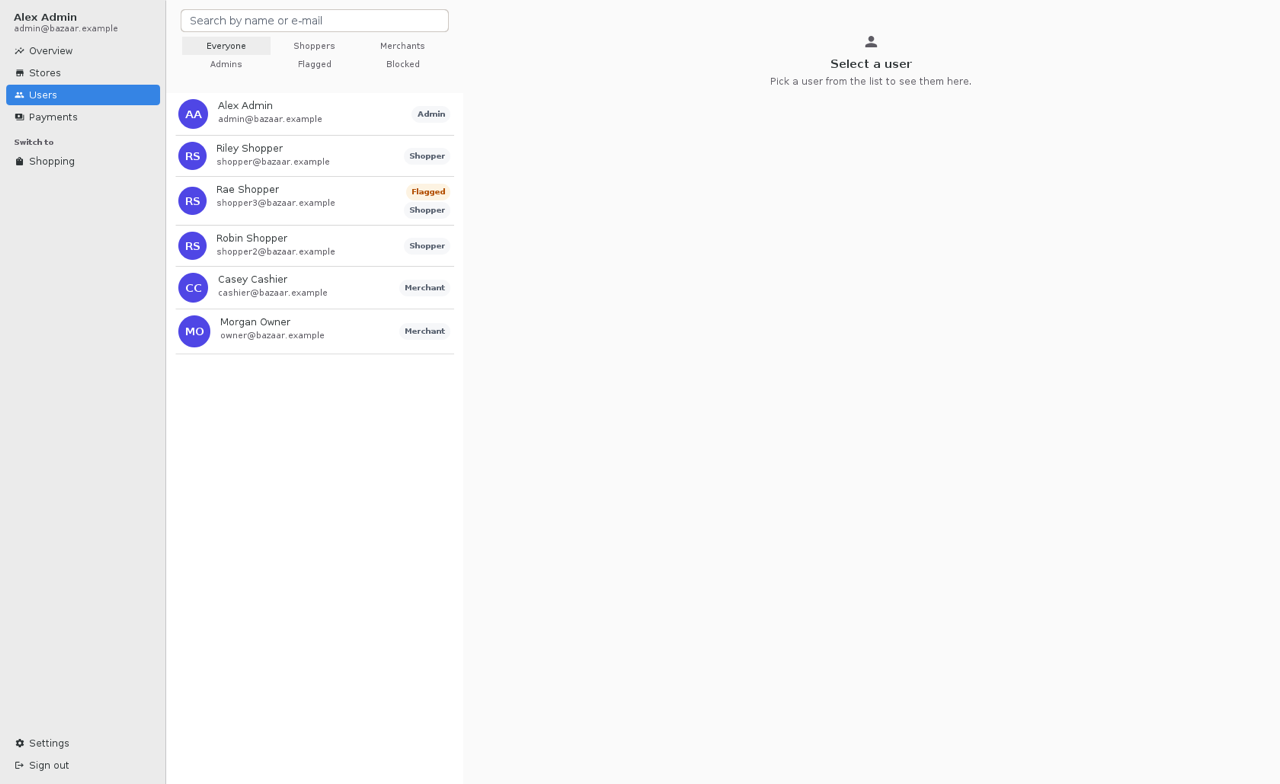 Alex Admin
admin@bazaar.example
Overview
Stores
Users
Payments
Switch to
Shopping
Settings
Sign out
Search by name or e-mail
Everyone Shoppers Merchants
Admins Flagged Blocked
AA Alex Admin
admin@bazaar.example
Admin
RS Riley Shopper
shopper@bazaar.example
Shopper
RS Rae Shopper
shopper3@bazaar.example
Flagged
Shopper
RS Robin Shopper
shopper2@bazaar.example
Shopper
CC Casey Cashier
cashier@bazaar.example
Merchant
MO Morgan Owner
owner@bazaar.example
Merchant
Select a user
Pick a user from the list to see them here.